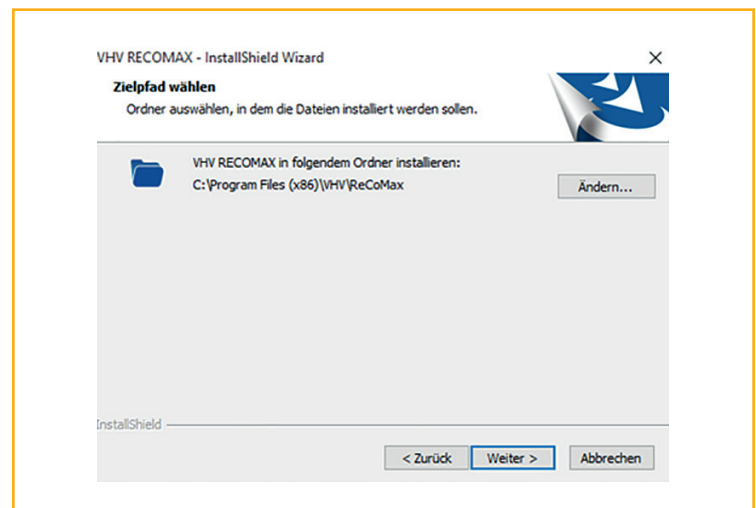 VHV RECOMAX - InstallShield Wizard
Zielpfad wählen
Ordner auswählen, in dem die Dateien installiert werden sollen.
VHV RECOMAX in folgendem Ordner installieren:
C:\Program Files (x86)\VHV\ReCoMax
Ändern...
InstallShield
< Zurück Weiter > Abbrechen